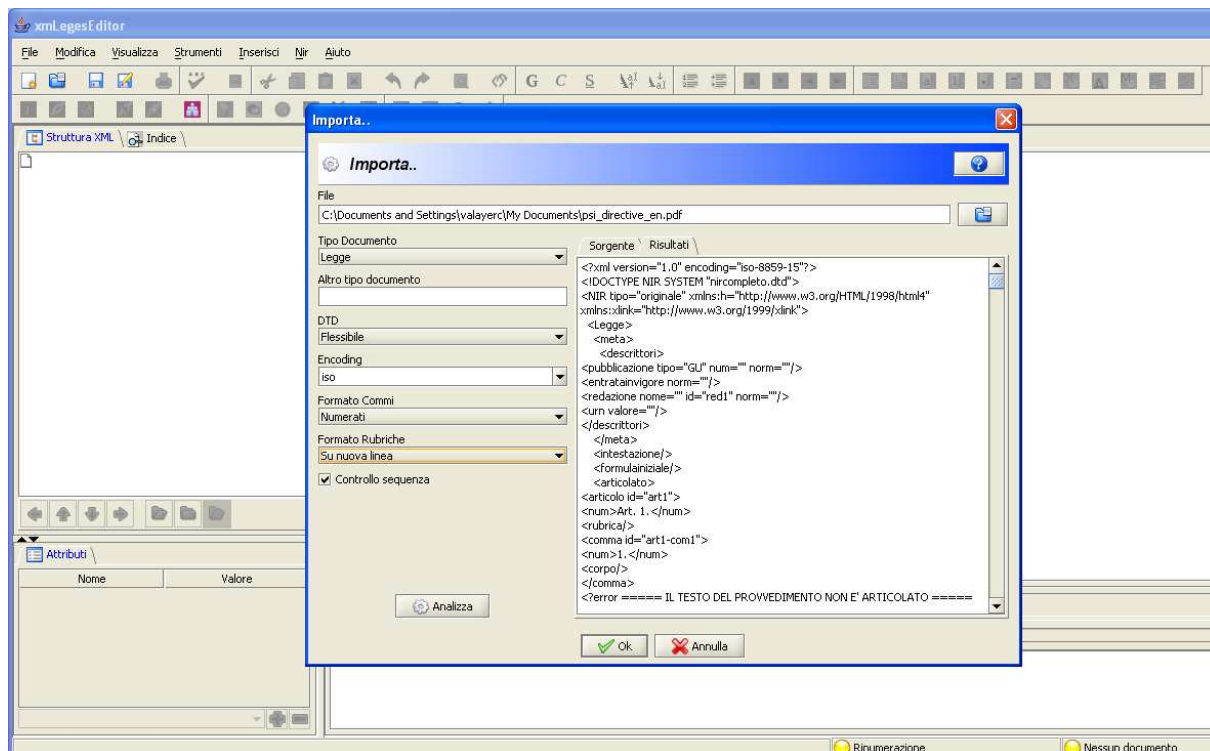 xmLegesEditor
File Modifica Visualizza Strumenti Inserisci Nir Aiuto
G C S
Struttura XML Indice
Importa..
Importa..
File
C:\Documents and Settings\valayerc\My Documents\psi_directive_en.pdf
Tipo Documento
Legge
Altro tipo documento
DTD
Flessibile
Encoding
iso
Formato Commi
Numerati
Formato Rubriche
Su nuova linea
Controllo sequenza
Analizza
Sorgente Risultati
<?xml version="1.0" encoding="iso-8859-15"?>
<!DOCTYPE NIR SYSTEM "nircompleto.dtd">
<NIR tipo="originale" xmlns:h="http://www.w3.org/HTML/1998/html4"
xmlns:xlink="http://www.w3.org/1999/xlink">
<Legge>
<meta>
<descrittori>
<pubblicazione tipo="GU" num="" norm=""/>
<entratainvigore norm=""/>
<redazione nome="" id="red1" norm=""/>
<urn valore=""/>
</descrittori>
</meta>
<intestazione/>
<formulainiziale/>
<articolato>
<articolo id="art1">
<num>Art. 1.</num>
<rubrica/>
<comma id="art1-com1">
<num>1.</num>
<corpo/>
</comma>
<?error ===== IL TESTO DEL PROVVEDIMENTO NON E' ARTICOLATO =====
Ok Annulla
Attributi
Nome Valore
Rinumerazione Nessun documento